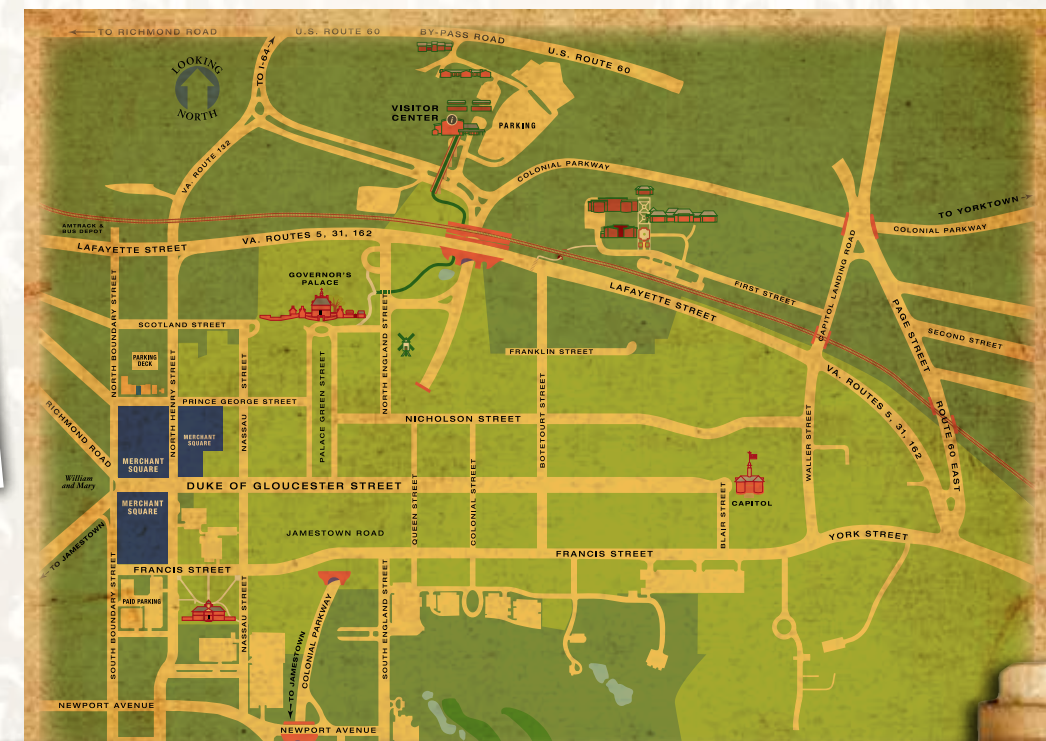 TO RICHMOND ROAD
U.S. ROUTE 60
BY-PASS ROAD
U.S. ROUTE 60
LOOKING
NORTH
TO I-64
VISITOR
CENTER
i
PARKING
VA. ROUTE 132
COLONIAL PARKWAY
TO YORKTOWN
COLONIAL PARKWAY
AMTRACK &
BUS DEPOT
LAFAYETTE STREET
VA. ROUTES 5, 31, 162
GOVERNOR'S
PALACE
LAFAYETTE STREET
FIRST STREET
CAPITOL LANDING ROAD
PAGE STREET
SECOND STREET
NORTH BOUNDARY STREET
SCOTLAND STREET
PARKING
DECK
NORTH HENRY STREET
NASSAU STREET
PALACE GREEN STREET
NORTH ENGLAND STREET
FRANKLIN STREET
BOTETOURT STREET
VA. ROUTES 5, 31, 162
ROUTE 60 EAST
PRINCE GEORGE STREET
NICHOLSON STREET
WALLER STREET
RICHMOND ROAD
MERCHANT
SQUARE
MERCHANT
SQUARE
William
and Mary
DUKE OF GLOUCESTER STREET
MERCHANT
SQUARE
QUEEN STREET
COLONIAL STREET
BLAIR STREET
CAPITOL
TO JAMESTOWN
JAMESTOWN ROAD
FRANCIS STREET
YORK STREET
FRANCIS STREET
SOUTH BOUNDARY STREET
PAID PARKING
NASSAU STREET
TO JAMESTOWN
COLONIAL PARKWAY
SOUTH ENGLAND STREET
NEWPORT AVENUE
NEWPORT AVENUE